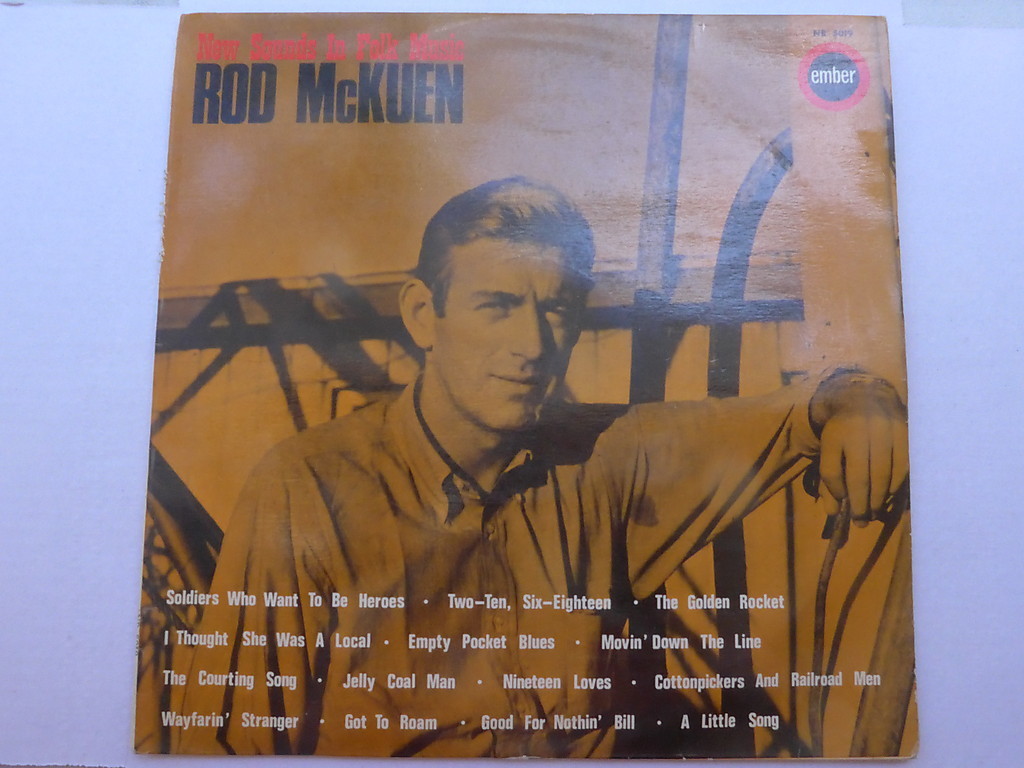 New Sounds In Folk Music
ROD McKUEN
NR 5019
ember
Soldiers Who Want To Be Heroes · Two-Ten, Six-Eighteen · The Golden Rocket
I Thought She Was A Local · Empty Pocket Blues · Movin' Down The Line
The Courting Song · Jelly Coal Man · Nineteen Loves · Cottonpickers And Railroad Men
Wayfarin' Stranger · Got To Roam · Good For Nothin' Bill · A Little Song